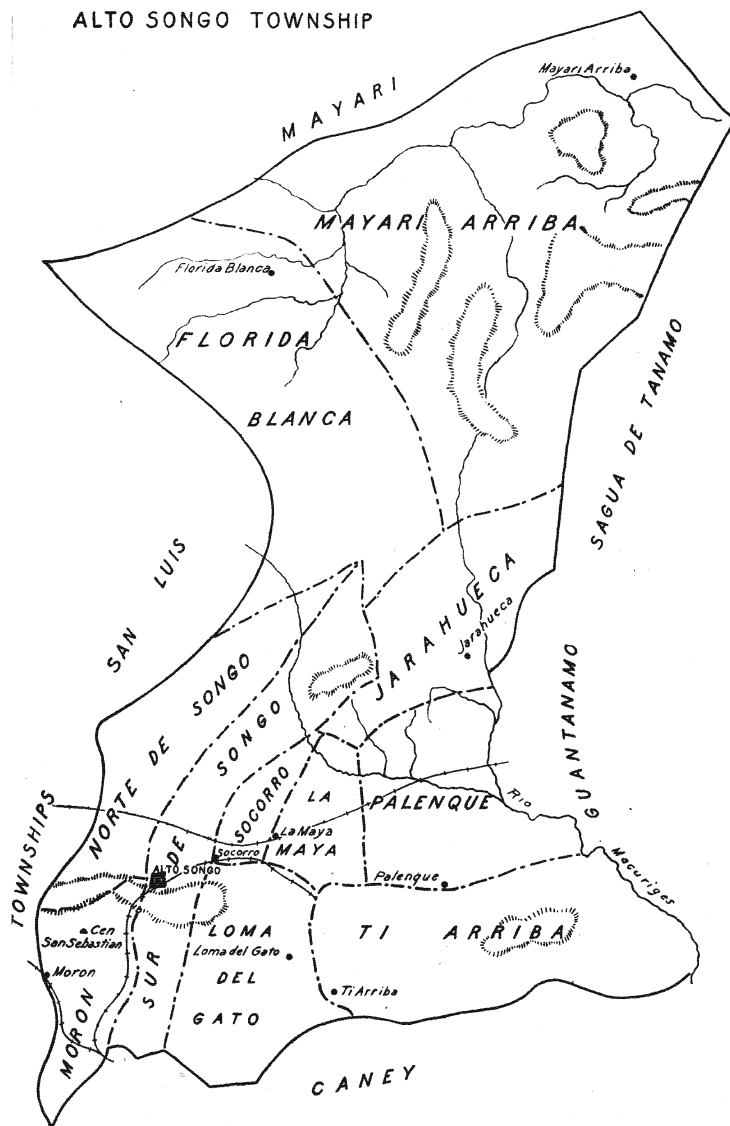 ALTO SONGO TOWNSHIP
Mayari Arriba
MAYARI
MAYARI ARRIBA
Florida Blanca
FLORIDA
BLANCA
SAGUA DE TANAMO
SAN LUIS
JARAHUECA
Jarahueca
NORTE DE SONGO
SUR DE SONGO
SOCORRO
LA
MAYA
PALENQUE
Rio
Macuriges
GUANTANAMO
TOWNSHIPS
La Maya
Socorro
ALTO SONGO
Palenque
Cen
San Sebastian
Moron
MORON
LOMA
Loma del Gato
DEL
GATO
TI ARRIBA
Ti Arriba
CANEY